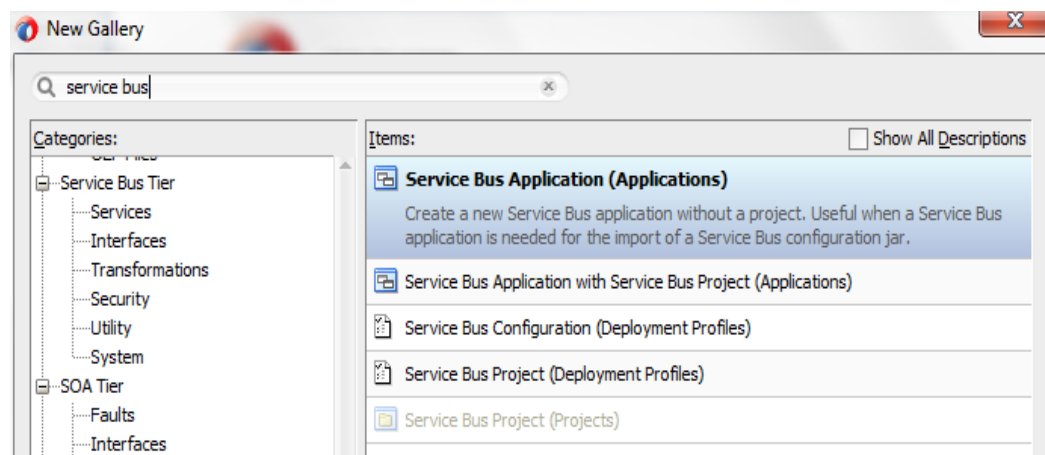 New Gallery
X
service bus
Categories:
Service Bus Tier
Services
Interfaces
Transformations
Security
Utility
System
SOA Tier
Faults
Interfaces
Items:
Show All Descriptions
Service Bus Application (Applications)
Create a new Service Bus application without a project. Useful when a Service Bus
application is needed for the import of a Service Bus configuration jar.
Service Bus Application with Service Bus Project (Applications)
Service Bus Configuration (Deployment Profiles)
Service Bus Project (Deployment Profiles)
Service Bus Project (Projects)